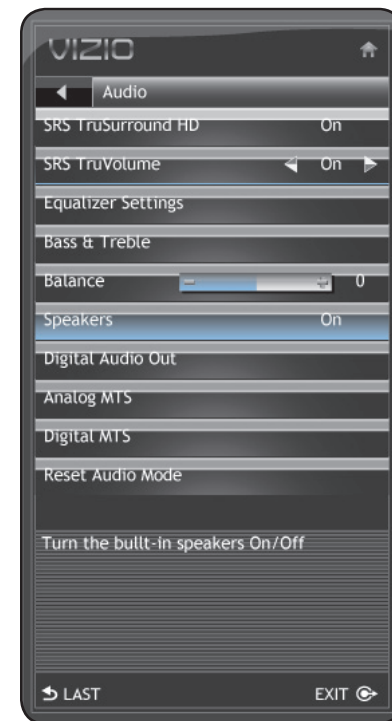 VIZIO
Audio
SRS TruSurround HD On
SRS TruVolume On
Equalizer Settings
Bass & Treble
Balance 0
Speakers On
Digital Audio Out
Analog MTS
Digital MTS
Reset Audio Mode
Turn the bullt-in speakers On/Off
LAST EXIT